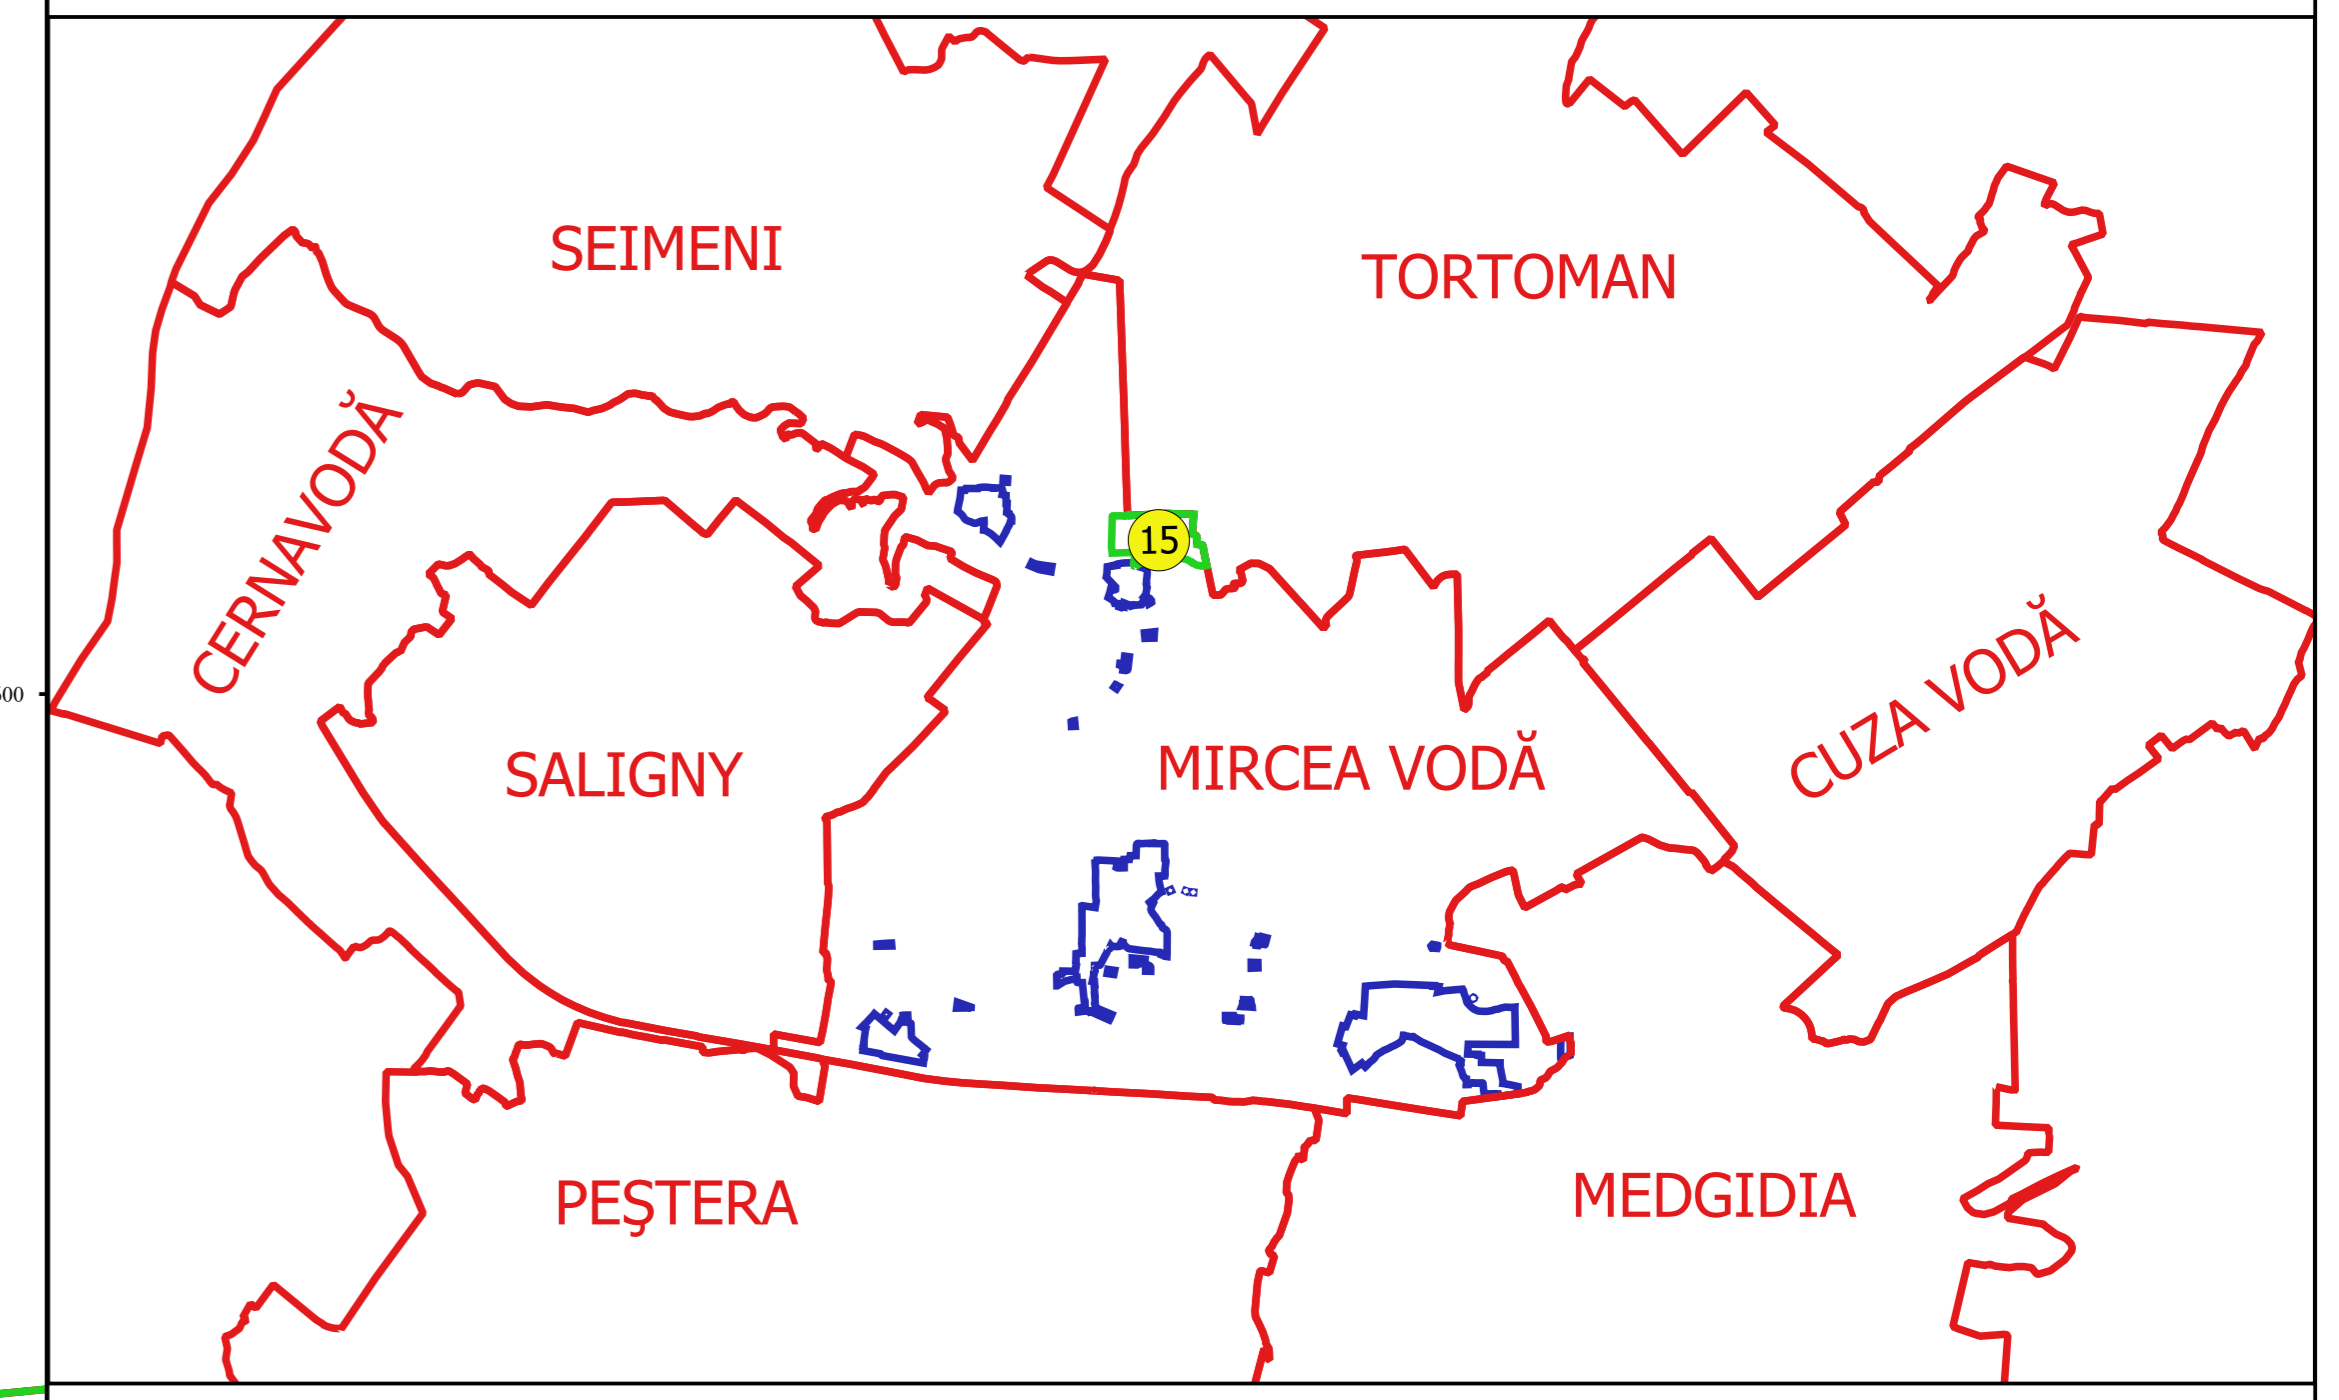 SEIMENI
TORTOMAN
CERNAVODĂ
15
CUZA VODĂ
SALIGNY
MIRCEA VODĂ
PEŞTERA
MEDGIDIA